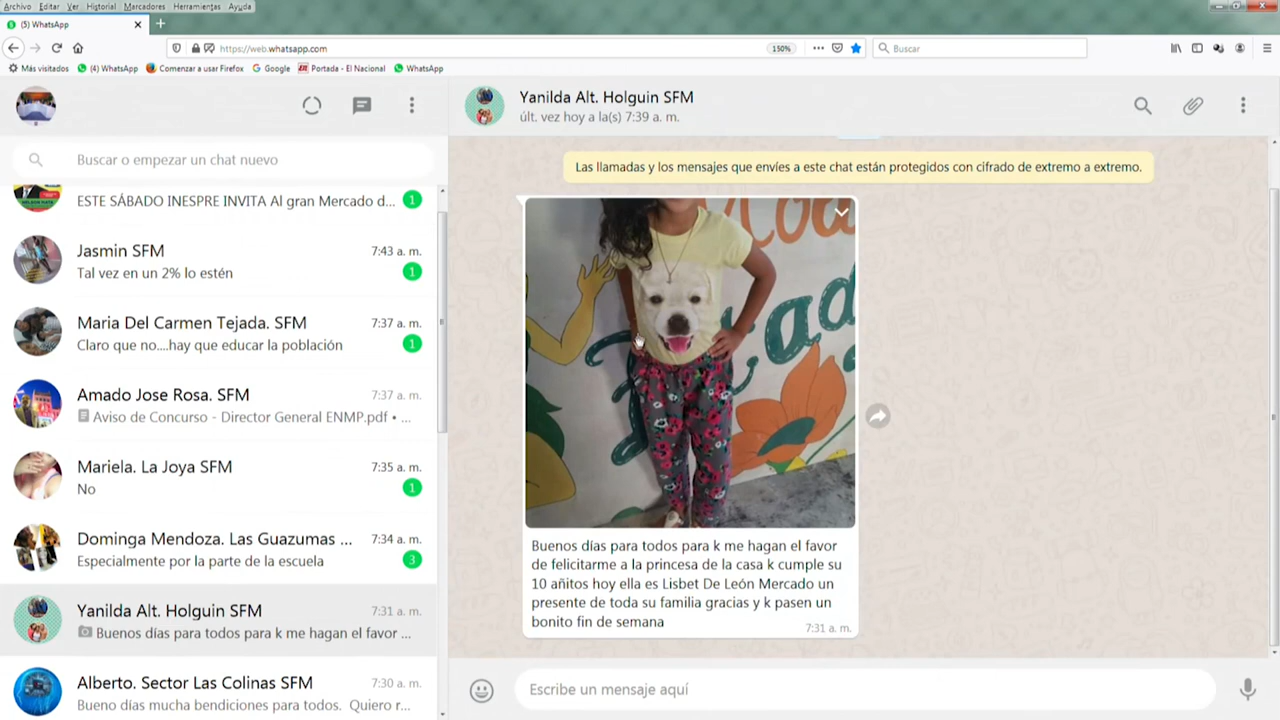 Archivo Editar Ver Historial Marcadores Herramientas Ayuda
(5) WhatsApp
https://web.whatsapp.com
150%
Buscar
Más visitados
(4) WhatsApp
Comenzar a usar Firefox
Google
Portada - El Nacional
WhatsApp
Buscar o empezar un chat nuevo
ESTE SÁBADO INESPRE INVITA Al gran Mercado d...
1
Jasmin SFM
7:43 a. m.
Tal vez en un 2% lo estén
1
Maria Del Carmen Tejada. SFM
7:37 a. m.
Claro que no....hay que educar la población
1
Amado Jose Rosa. SFM
7:37 a. m.
Aviso de Concurso - Director General ENMP.pdf • ...
Mariela. La Joya SFM
7:35 a. m.
No
1
Dominga Mendoza. Las Guazumas ...
7:34 a. m.
Especialmente por la parte de la escuela
3
Yanilda Alt. Holguin SFM
7:31 a. m.
Buenos días para todos para k me hagan el favor ...
Alberto. Sector Las Colinas SFM
7:30 a. m.
Bueno días mucha bendiciones para todos. Quiero r...
Yanilda Alt. Holguin SFM
últ. vez hoy a la(s) 7:39 a. m.
Las llamadas y los mensajes que envíes a este chat están protegidos con cifrado de extremo a extremo.
Buenos días para todos para k me hagan el favor
de felicitarme a la princesa de la casa k cumple su
10 añitos hoy ella es Lisbet De León Mercado un
presente de toda su familia gracias y k pasen un
bonito fin de semana
7:31 a. m.
Escribe un mensaje aquí